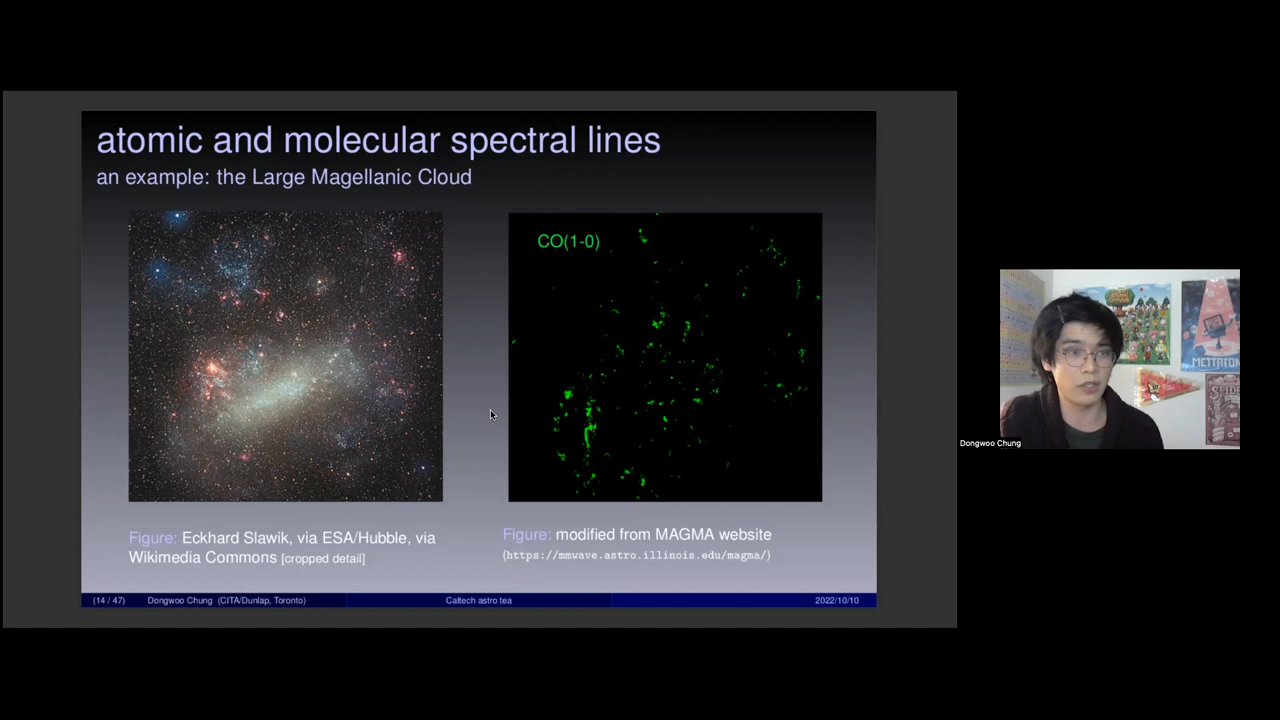 atomic and molecular spectral lines
an example: the Large Magellanic Cloud
CO(1-0)
Figure: Eckhard Slawik, via ESA/Hubble, via
Wikimedia Commons [cropped detail]
Figure: modified from MAGMA website
(https://mmwave.astro.illinois.edu/magma/)
(14 / 47) Dongwoo Chung (CITA/Dunlap, Toronto) Caltech astro tea 2022/10/10
METTATON
Dongwoo Chung